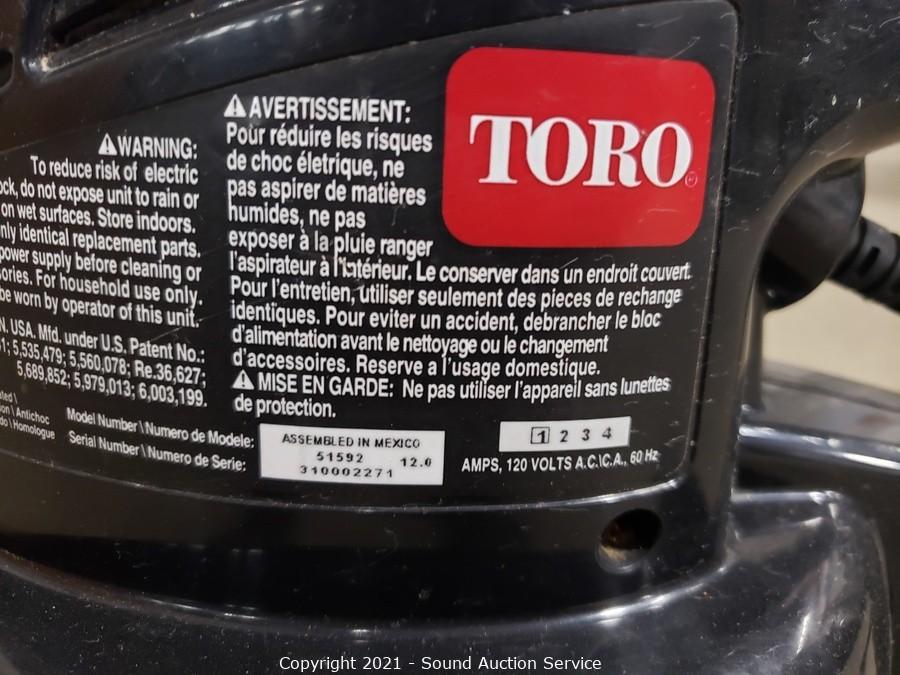 ⚠WARNING:
To reduce risk of electric
do not expose unit to rain or
on wet surfaces. Store indoors.
identical replacement parts.
power supply before cleaning or
For household use only.
be worn by operator of this unit.
USA. Mfd. under U.S. Patent No.:
5,535,479; 5,560,078; Re.36,627;
5,689,852; 5,979,013; 6,003,199.
\ Antichoc
\ Homologue
⚠AVERTISSEMENT:
Pour réduire les risques
de choc életrique, ne
pas aspirer de matières
humides, ne pas
exposer à la pluie ranger
l'aspirateur à l'intérieur. Le conserver dans un endroit couvert.
Pour l'entretien, utiliser seulement des pieces de rechange
identiques. Pour eviter un accident, debrancher le bloc
d'alimentation avant le nettoyage ou le changement
d'accessoires. Reserve a l'usage domestique.
⚠ MISE EN GARDE: Ne pas utiliser l'appareil sans lunettes
de protection.
TORO
Model Number \ Numero de Modele:
Serial Number \ Numero de Serie:
ASSEMBLED IN MEXICO
51592 12.0
310002271
1 2 3 4
AMPS, 120 VOLTS A.C.\C.A., 60 Hz
Copyright 2021 - Sound Auction Service